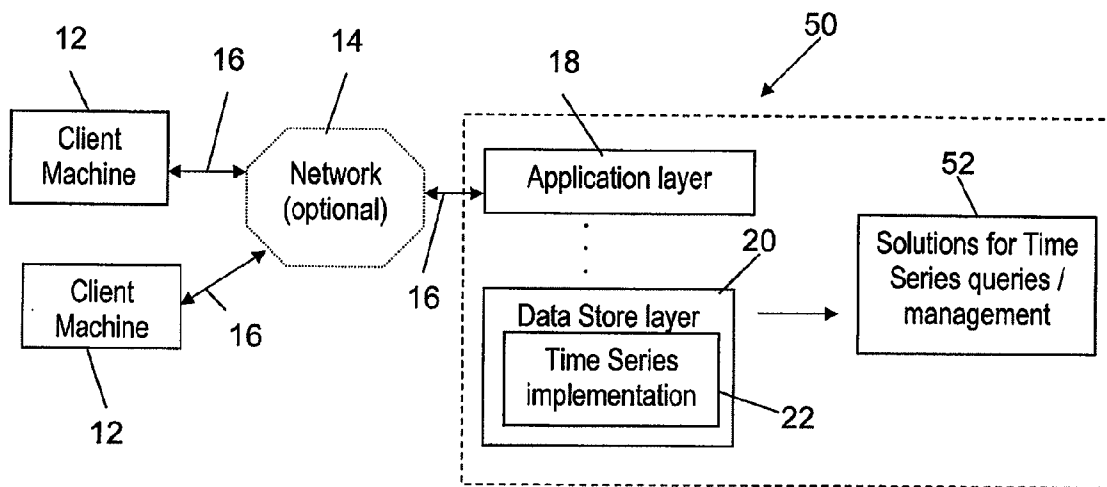 50
12
16
14
18
Client
Machine
Network
(optional)
16
Application layer
52
Solutions for Time
Series queries /
management
20
Client
Machine
16
12
Data Store layer
Time Series
implementation
22